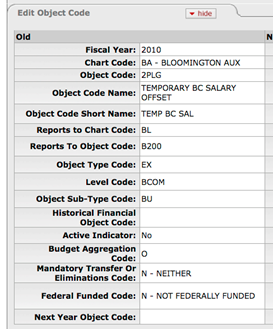 Edit Object Code
hide
Old
N
Fiscal Year: 2010
Chart Code: BA - BLOOMINGTON AUX
Object Code: 2PLG
Object Code Name: TEMPORARY BC SALARY
OFFSET
Object Code Short Name: TEMP BC SAL
Reports to Chart Code: BL
Reports To Object Code: B200
Object Type Code: EX
Level Code: BCOM
Object Sub-Type Code: BU
Historical Financial
Object Code:
Active Indicator: No
Budget Aggregation
Code: O
Mandatory Transfer Or
Eliminations Code: N - NEITHER
Federal Funded Code: N - NOT FEDERALLY FUNDED
Next Year Object Code: